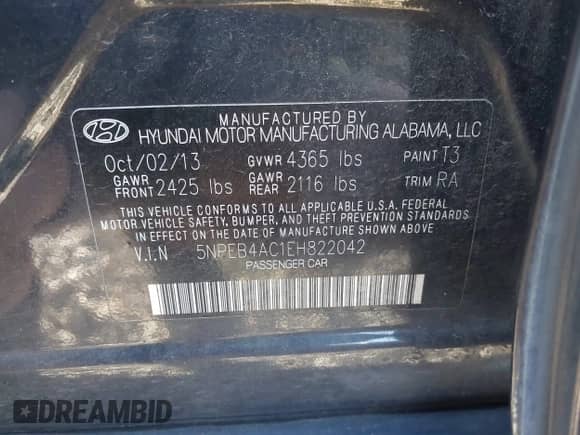 MANUFACTURED BY
HYUNDAI MOTOR MANUFACTURING ALABAMA, LLC
Oct/02/13 GVWR 4365 lbs PAINT T3
GAWR FRONT 2425 lbs GAWR REAR 2116 lbs TRIM RA
THIS VEHICLE CONFORMS TO ALL APPLICABLE U.S.A. FEDERAL
MOTOR VEHICLE SAFETY, BUMPER, AND THEFT PREVENTION STANDARDS
IN EFFECT ON THE DATE OF MANUFACTURE SHOWN ABOVE
V.I.N 5NPEB4AC1EH822042
PASSENGER CAR
DREAMBID